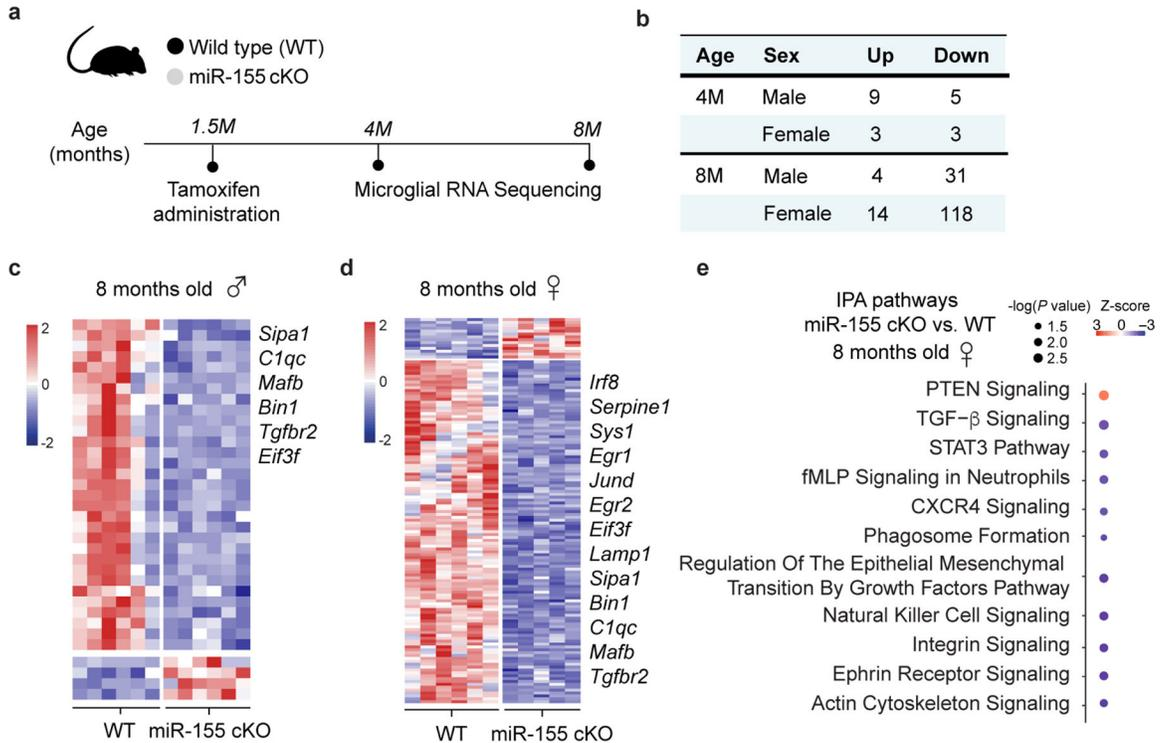 a
Wild type (WT)
miR-155 cKO
Age
(months)
1.5M
4M
8M
Tamoxifen
administration
Microglial RNA Sequencing
b
Age Sex Up Down
4M Male 9 5
Female 3 3
8M Male 4 31
Female 14 118
c
8 months old ♂
2
0
-2
Sipa1
C1qc
Mafb
Bin1
Tgfbr2
Eif3f
WT miR-155 cKO
d
8 months old ♀
2
0
-2
Irf8
Serpine1
Sys1
Egr1
Jund
Egr2
Eif3f
Lamp1
Sipa1
Bin1
C1qc
Mafb
Tgfbr2
WT miR-155 cKO
e
IPA pathways
miR-155 cKO vs. WT
8 months old ♀
-log(P value)
1.5
2.0
2.5
Z-score
3 0 −3
PTEN Signaling
TGF−β Signaling
STAT3 Pathway
fMLP Signaling in Neutrophils
CXCR4 Signaling
Phagosome Formation
Regulation Of The Epithelial Mesenchymal
Transition By Growth Factors Pathway
Natural Killer Cell Signaling
Integrin Signaling
Ephrin Receptor Signaling
Actin Cytoskeleton Signaling